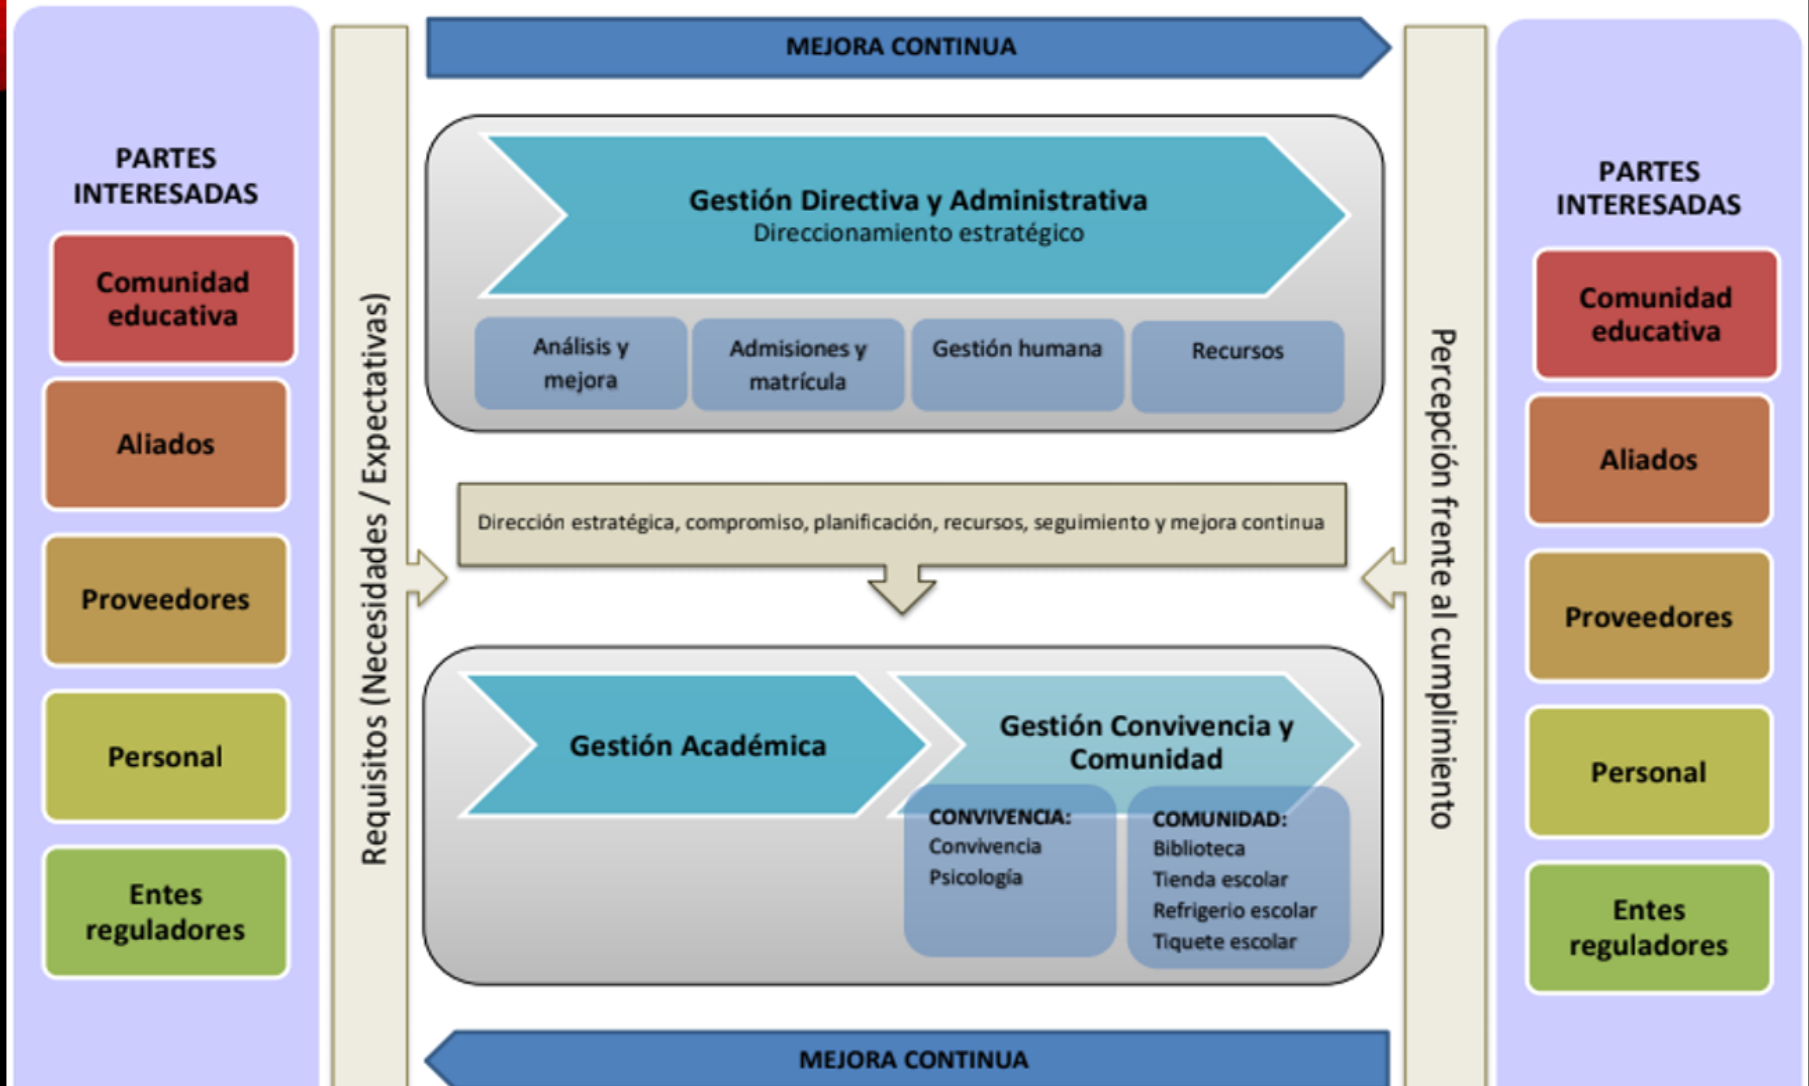 MEJORA CONTINUA
PARTES
INTERESADAS
Comunidad
educativa
Aliados
Proveedores
Personal
Entes
reguladores
Requisitos (Necesidades / Expectativas)
Gestión Directiva y Administrativa
Direccionamiento estratégico
Análisis y
mejora
Admisiones y
matrícula
Gestión humana
Recursos
Dirección estratégica, compromiso, planificación, recursos, seguimiento y mejora continua
Gestión Académica
Gestión Convivencia y
Comunidad
CONVIVENCIA:
Convivencia
Psicología
COMUNIDAD:
Biblioteca
Tienda escolar
Refrigerio escolar
Tiquete escolar
Percepción frente al cumplimiento
PARTES
INTERESADAS
Comunidad
educativa
Aliados
Proveedores
Personal
Entes
reguladores
MEJORA CONTINUA